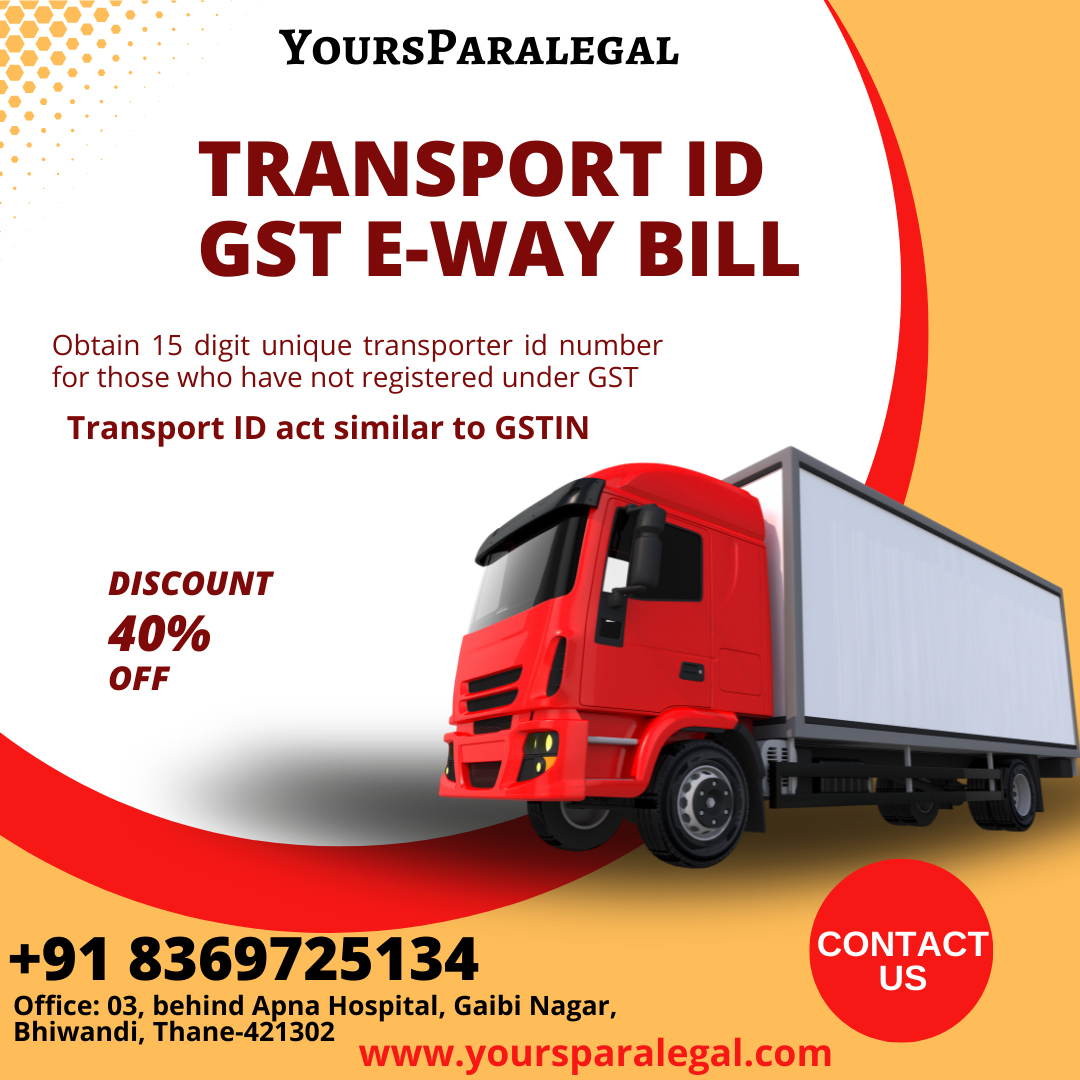 YoursParalegal
TRANSPORT ID
GST E-WAY BILL
Obtain 15 digit unique transporter id number
for those who have not registered under GST
Transport ID act similar to GSTIN
DISCOUNT
40%
OFF
+91 8369725134
Office: 03, behind Apna Hospital, Gaibi Nagar,
Bhiwandi, Thane-421302
www.yoursparalegal.com
CONTACT
US